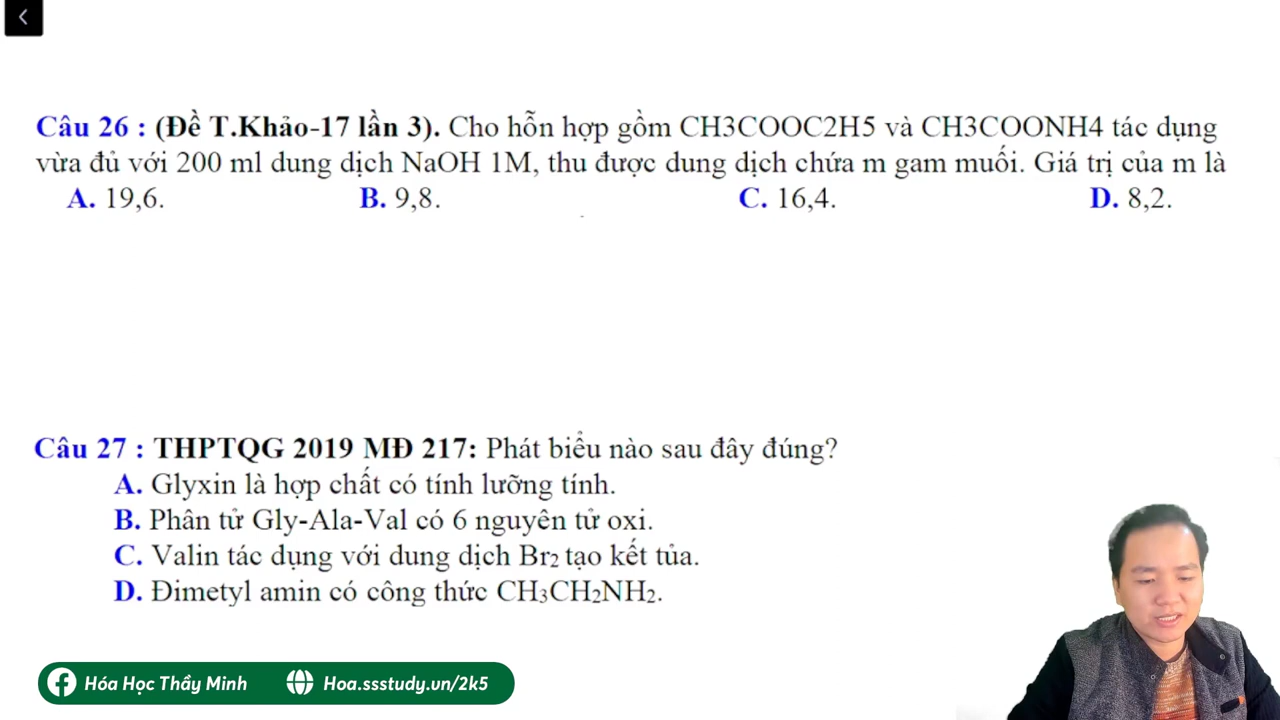 Câu 26 : (Đề T.Khảo-17 lần 3). Cho hỗn hợp gồm CH3COOC2H5 và CH3COONH4 tác dụng
vừa đủ với 200 ml dung dịch NaOH 1M, thu được dung dịch chứa m gam muối. Giá trị của m là
A. 19,6. B. 9,8. C. 16,4. D. 8,2.
Câu 27 : THPTQG 2019 MĐ 217: Phát biểu nào sau đây đúng?
A. Glyxin là hợp chất có tính lưỡng tính.
B. Phân tử Gly-Ala-Val có 6 nguyên tử oxi.
C. Valin tác dụng với dung dịch Br₂ tạo kết tủa.
D. Đimetyl amin có công thức CH₃CH₂NH₂.
Hóa Học Thầy Minh Hoa.ssstudy.vn/2k5